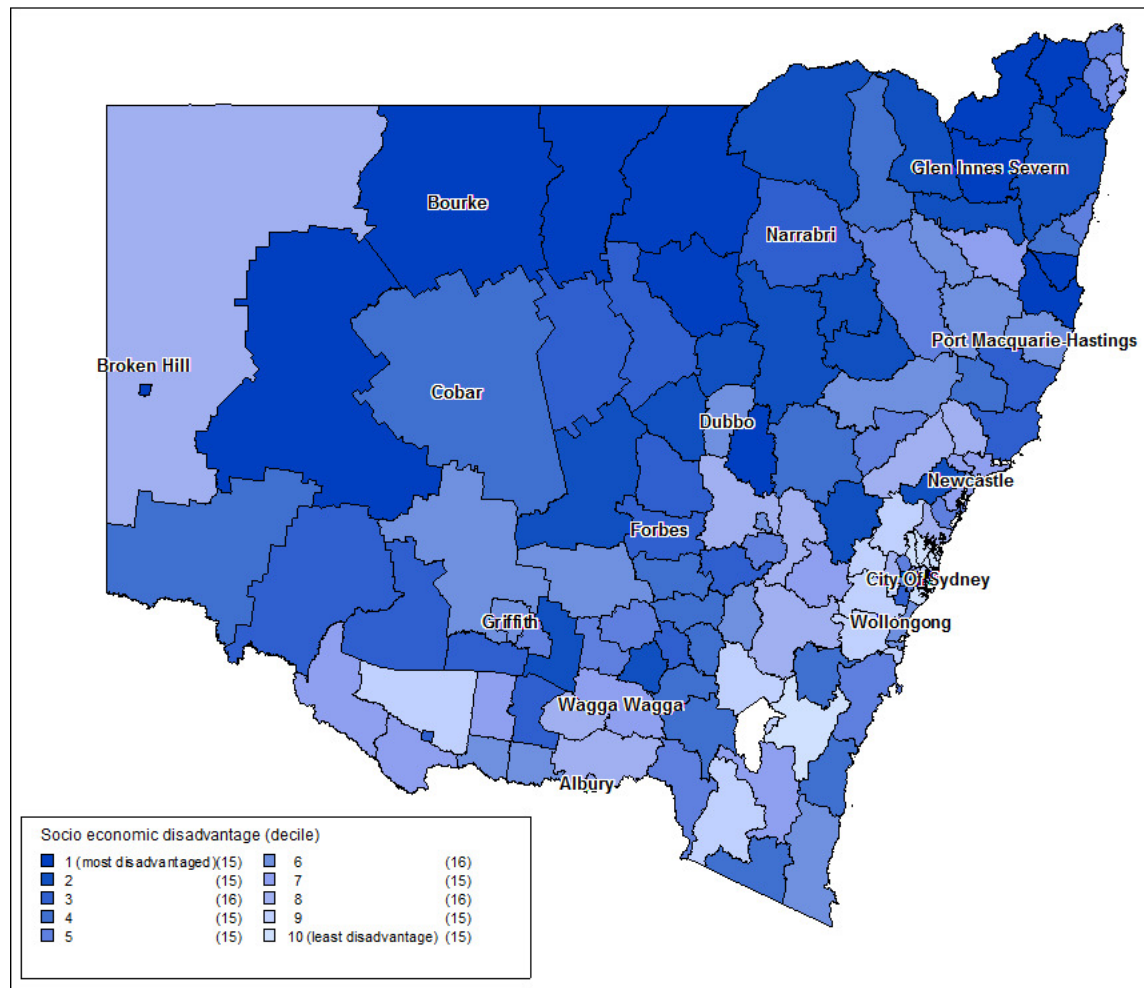 Glen Innes Severn
Bourke
Narrabri
Port Macquarie-Hastings
Broken Hill
Cobar
Dubbo
Newcastle
Forbes
City Of Sydney
Griffith
Wollongong
Wagga Wagga
Albury
Socio economic disadvantage (decile)
1 (most disadvantaged)(15) 6 (16)
2 (15) 7 (15)
3 (16) 8 (16)
4 (15) 9 (15)
5 (15) 10 (least disadvantage) (15)